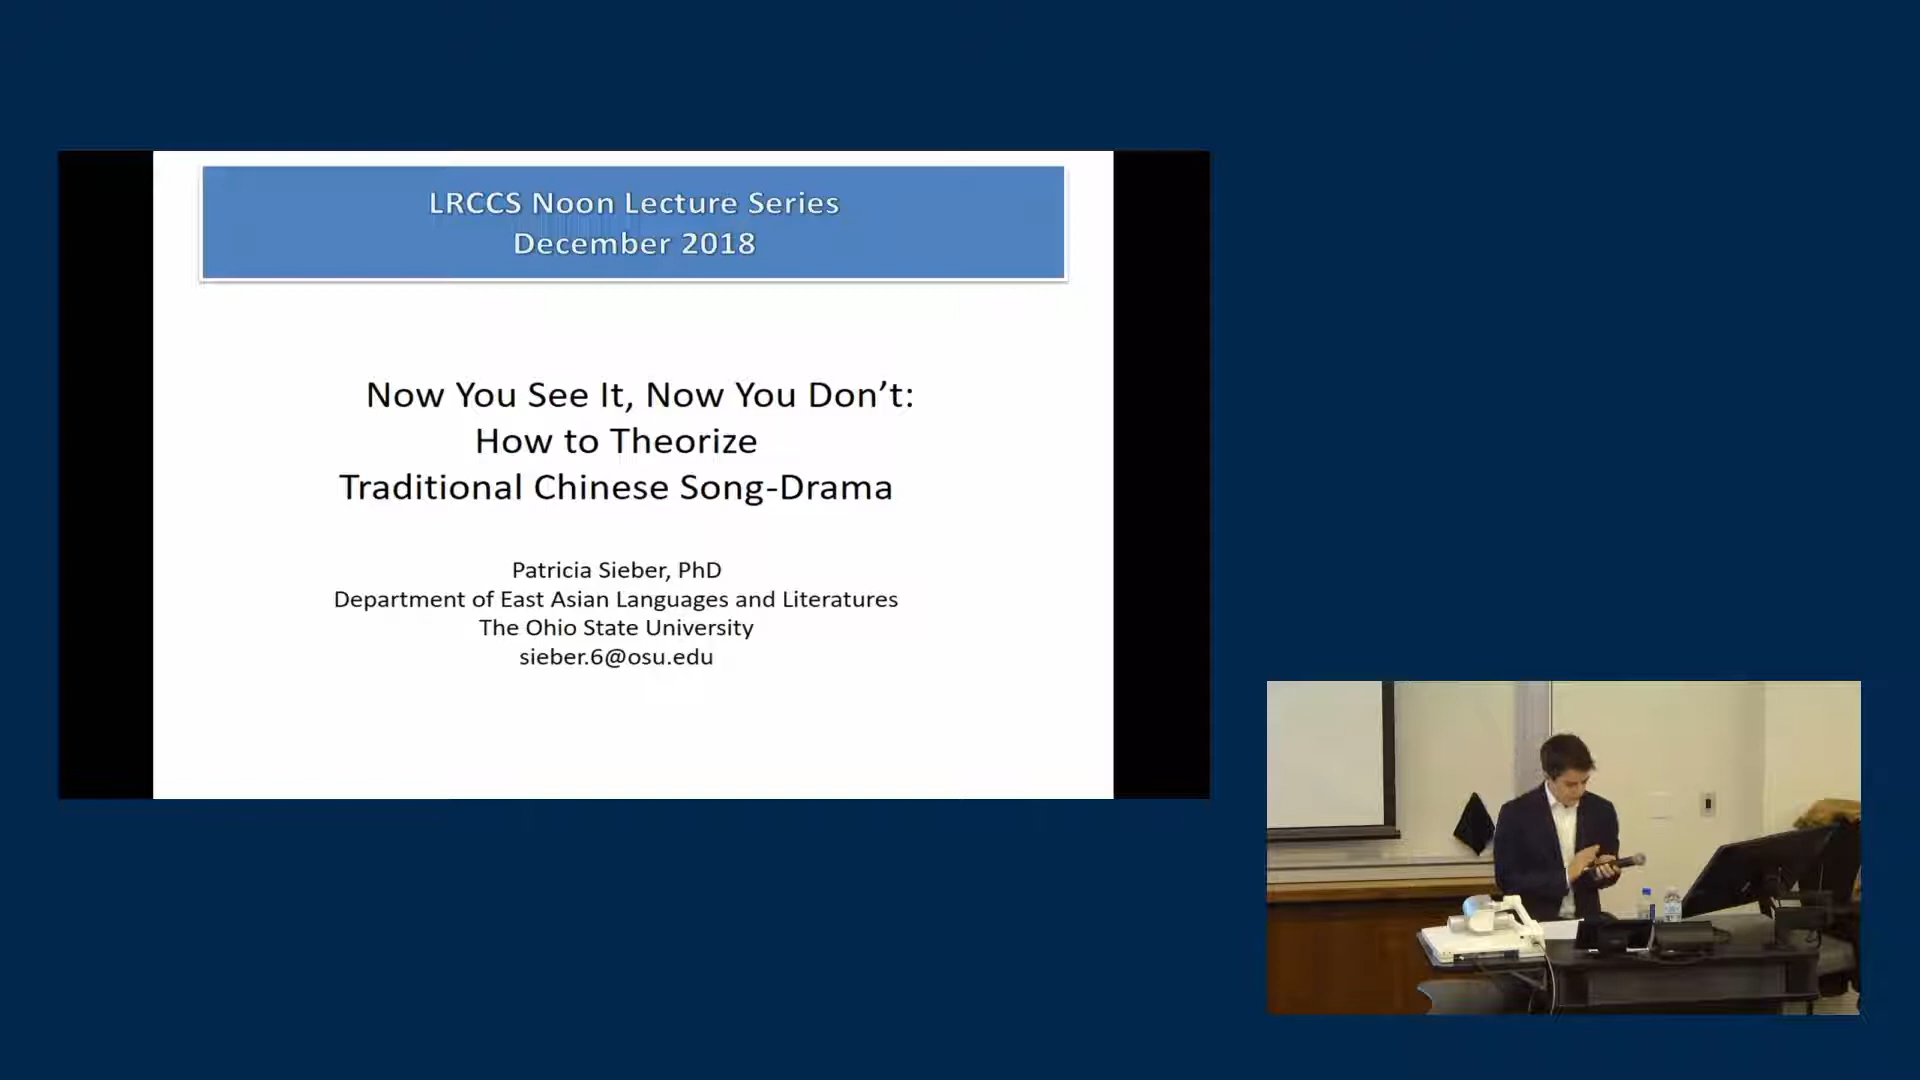 LRCCS Noon Lecture Series
December 2018
Now You See It, Now You Don’t:
How to Theorize
Traditional Chinese Song-Drama
Patricia Sieber, PhD
Department of East Asian Languages and Literatures
The Ohio State University
sieber.6@osu.edu